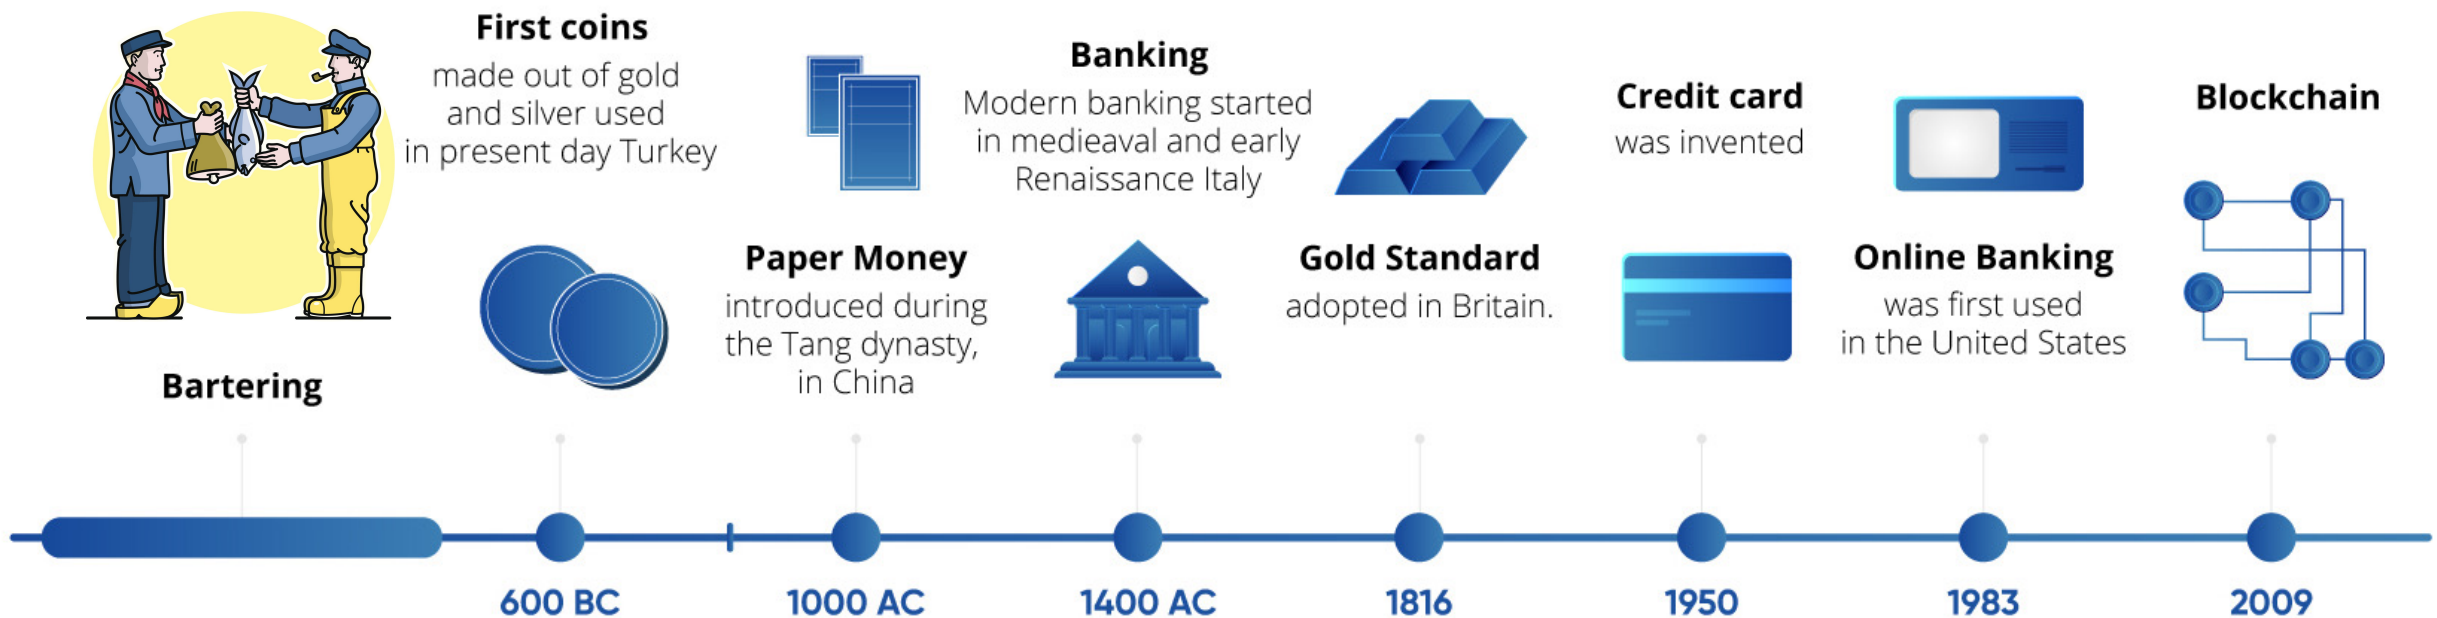 First coins
made out of gold
and silver used
in present day Turkey
Banking
Modern banking started
in medieaval and early
Renaissance Italy
Credit card
was invented
Blockchain
Bartering
Paper Money
introduced during
the Tang dynasty,
in China
Gold Standard
adopted in Britain.
Online Banking
was first used
in the United States
600 BC
1000 AC
1400 AC
1816
1950
1983
2009